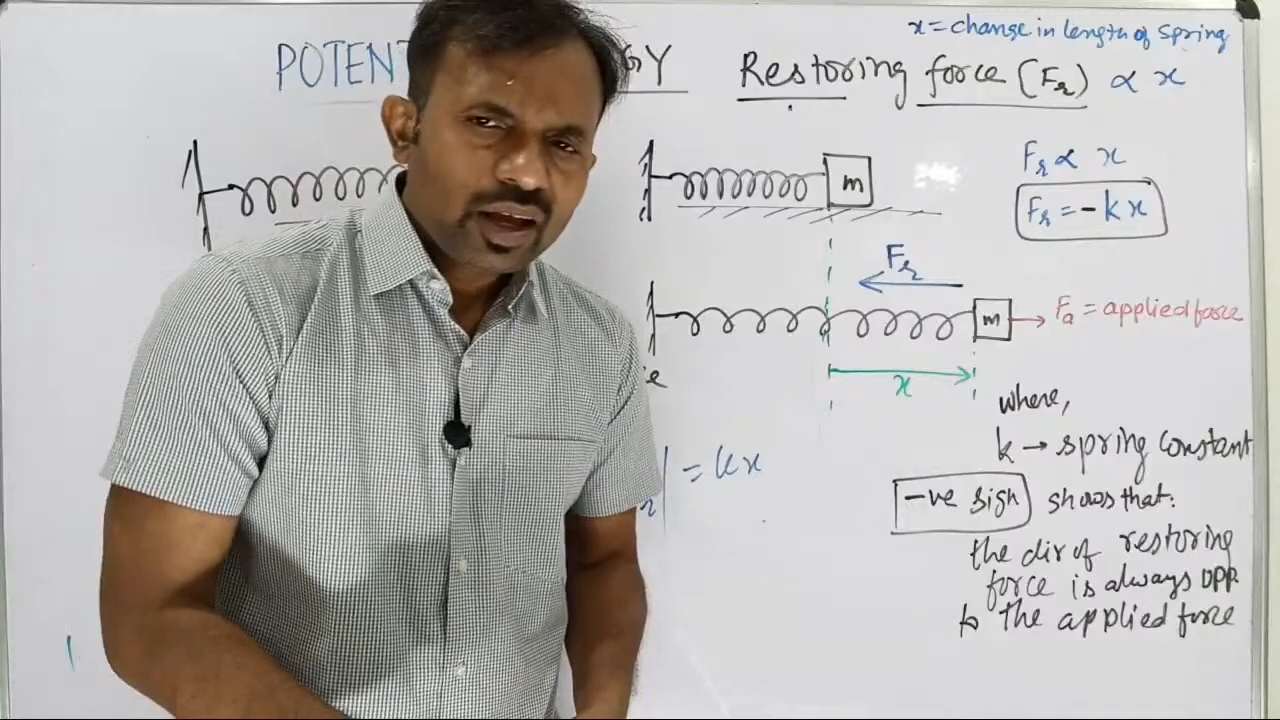 x = change in length of spring
POTENT GY
Restoring force (Fr) ∝ x
Fr ∝ x
m
Fr = - k x
Fr
m
Fa = applied force
x
where,
k → spring constant
r| = kx
-ve sign shows that:
the dir of restoring
force is always opp.
to the applied force